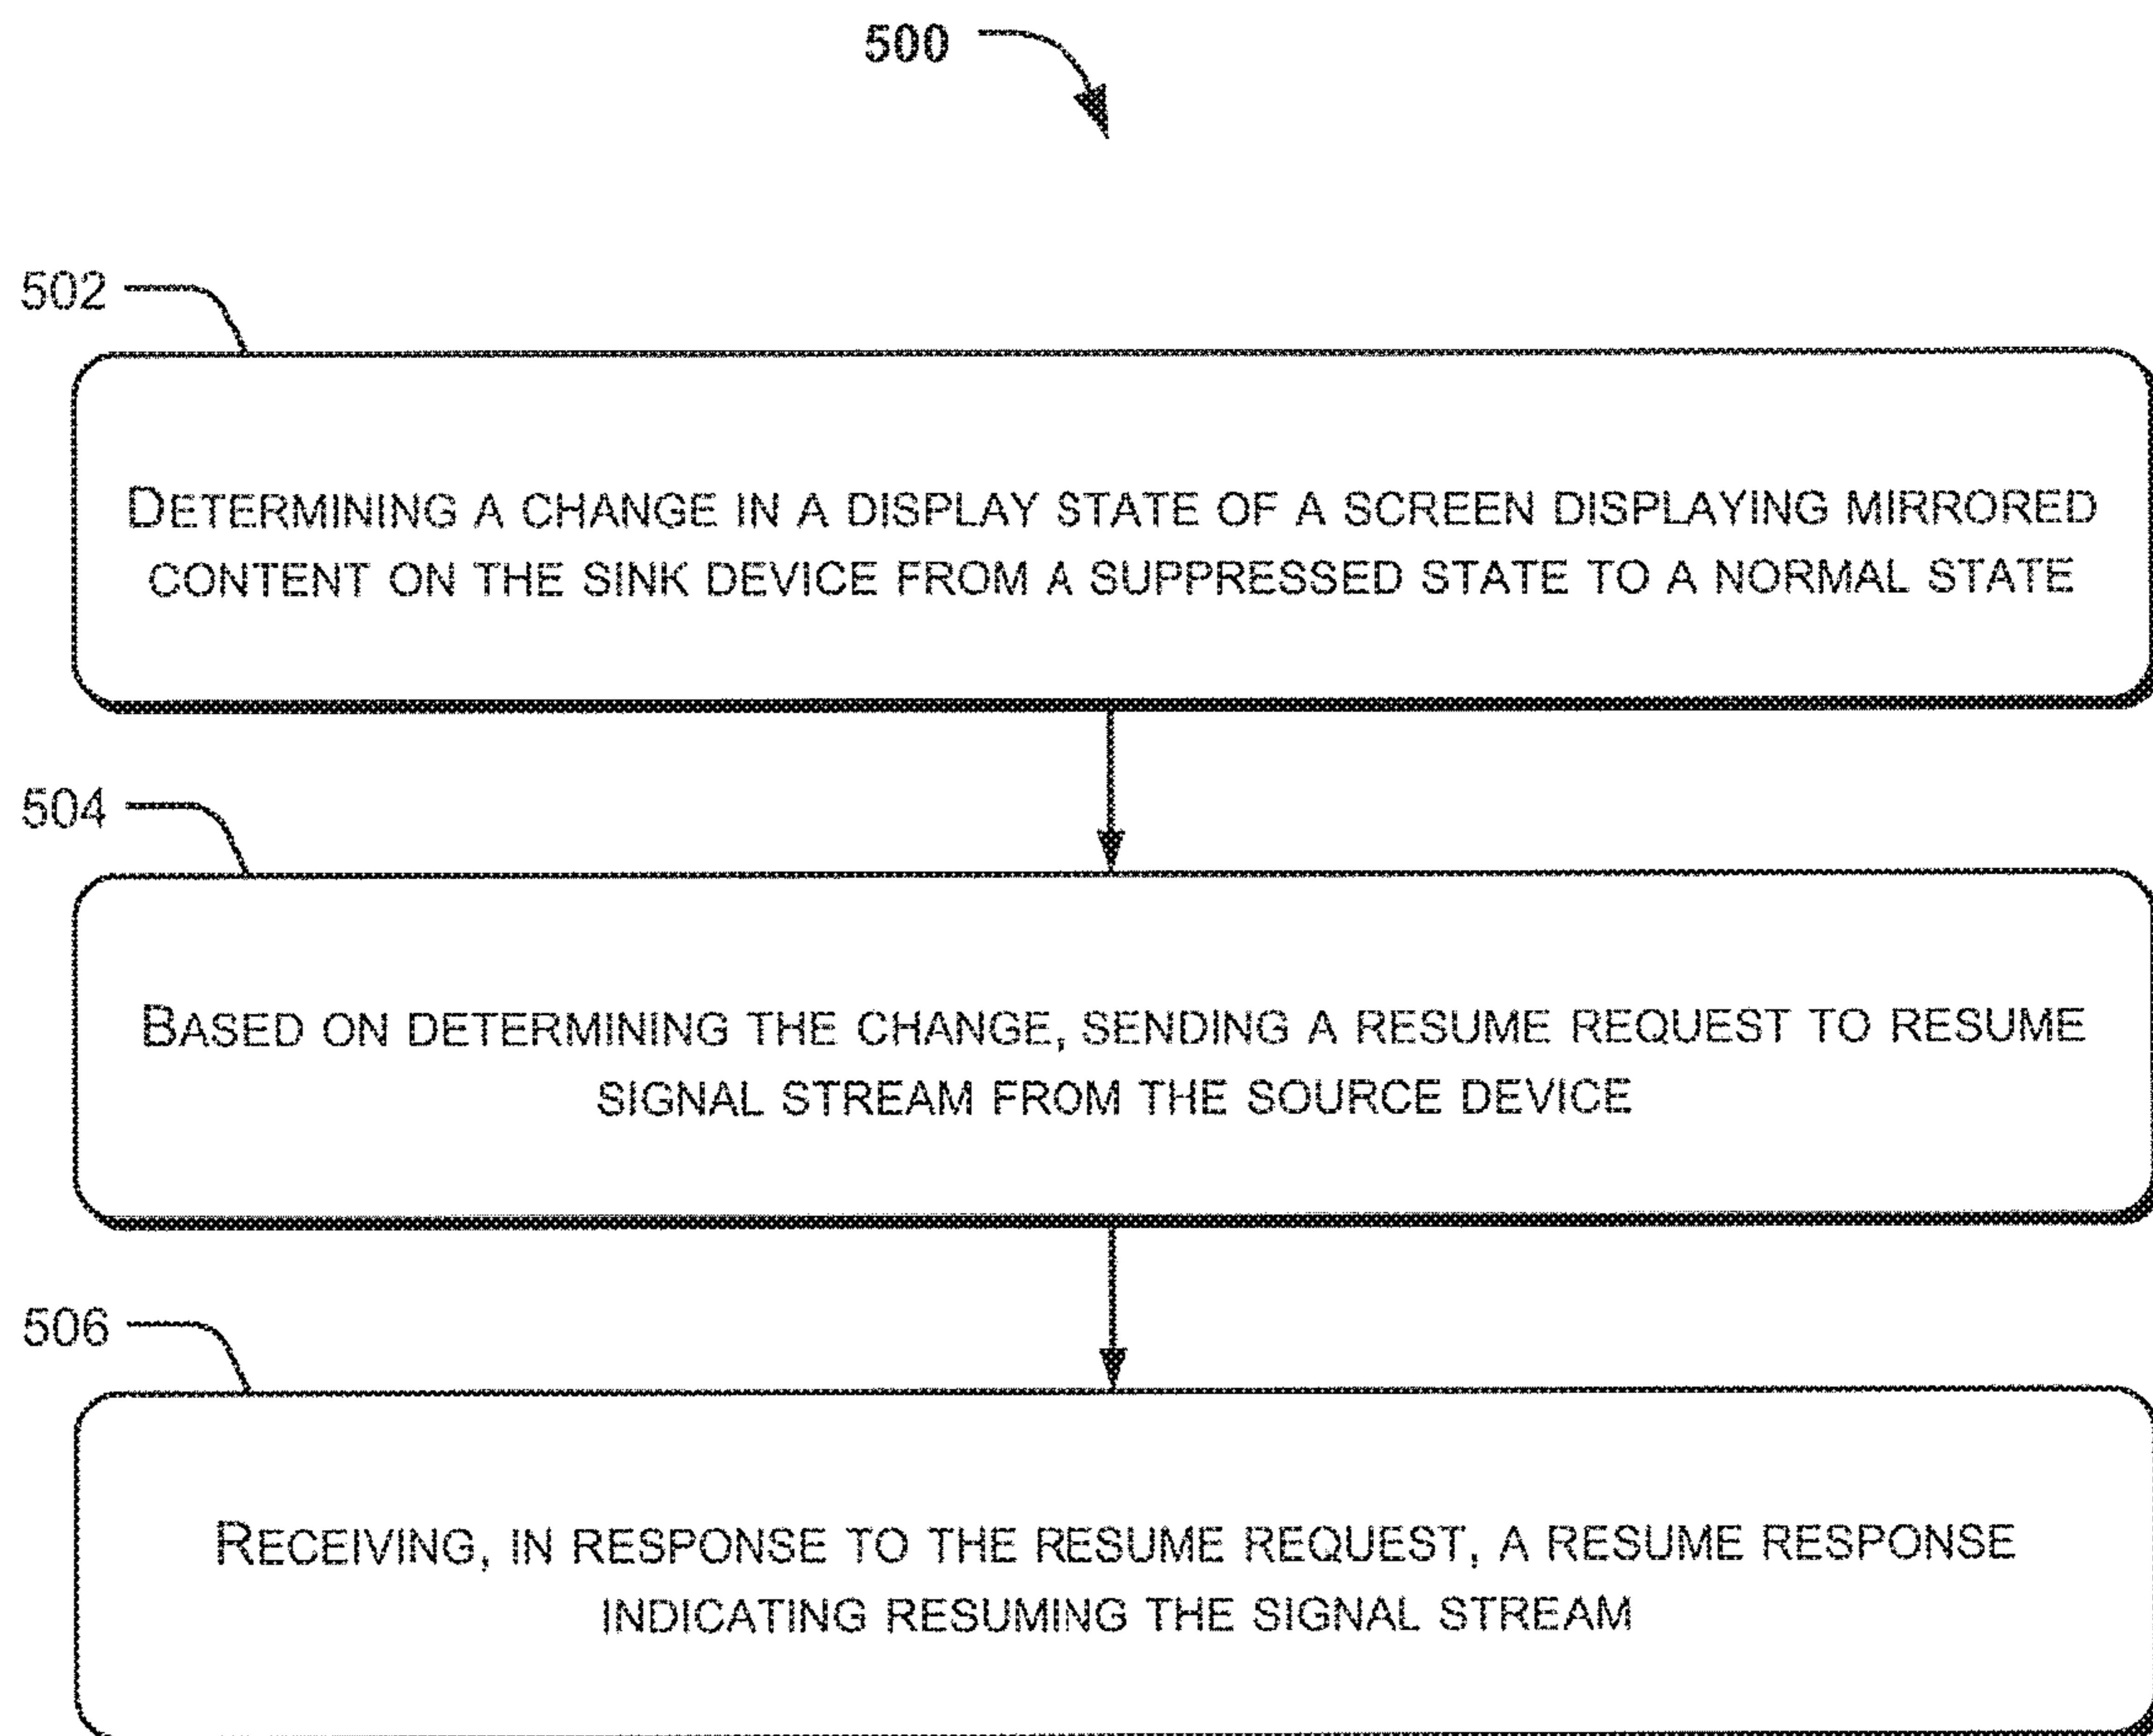 500
502
DETERMINING A CHANGE IN A DISPLAY STATE OF A SCREEN DISPLAYING MIRRORED
CONTENT ON THE SINK DEVICE FROM A SUPPRESSED STATE TO A NORMAL STATE
504
BASED ON DETERMINING THE CHANGE, SENDING A RESUME REQUEST TO RESUME
SIGNAL STREAM FROM THE SOURCE DEVICE
506
RECEIVING, IN RESPONSE TO THE RESUME REQUEST, A RESUME RESPONSE
INDICATING RESUMING THE SIGNAL STREAM